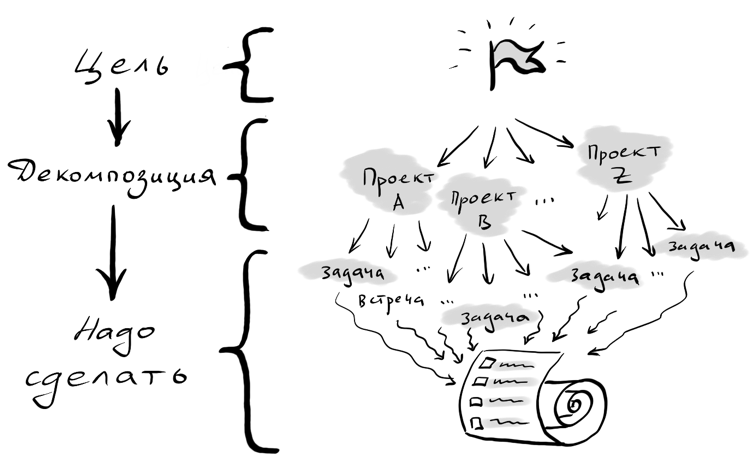 Цель
Декомпозиция
Надо
сделать
Проект
A
Проект
B
...
Проект
Z
задача
...
встреча
...
задача
...
задача
...
задача